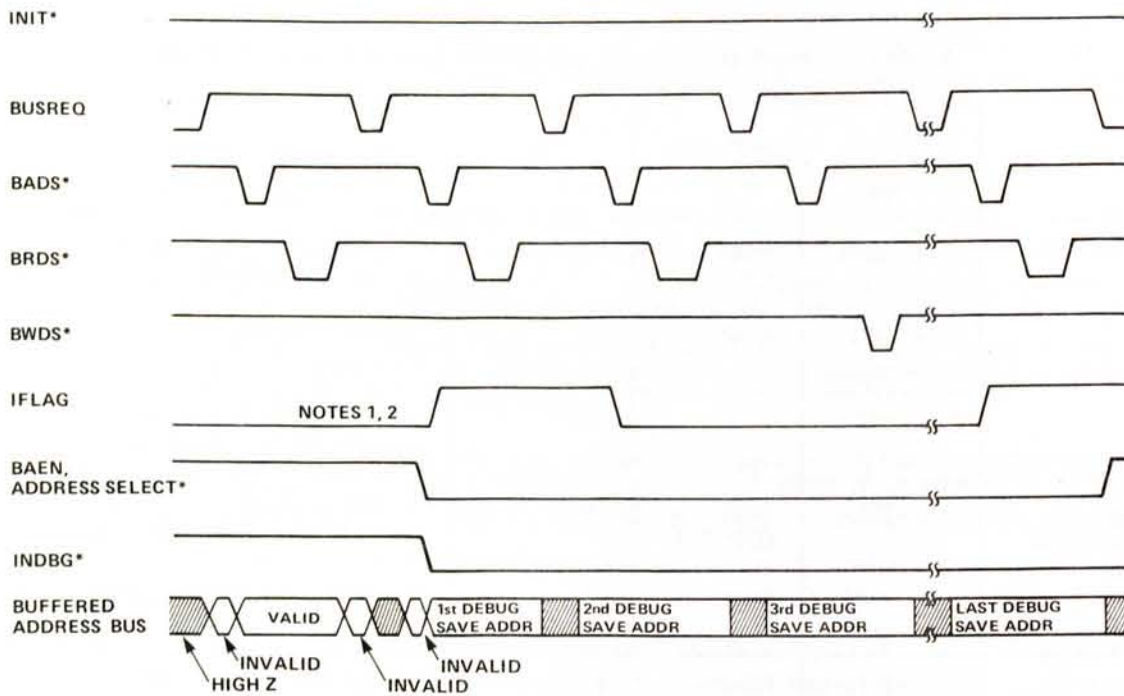 INIT*
BUSREQ
BADS*
BRDS*
BWDS*
IFLAG
NOTES 1, 2
BAEN,
ADDRESS SELECT*
INDBG*
BUFFERED
ADDRESS BUS
VALID
1st DEBUG
SAVE ADDR
2nd DEBUG
SAVE ADDR
3rd DEBUG
SAVE ADDR
LAST DEBUG
SAVE ADDR
INVALID
HIGH Z
INVALID
INVALID